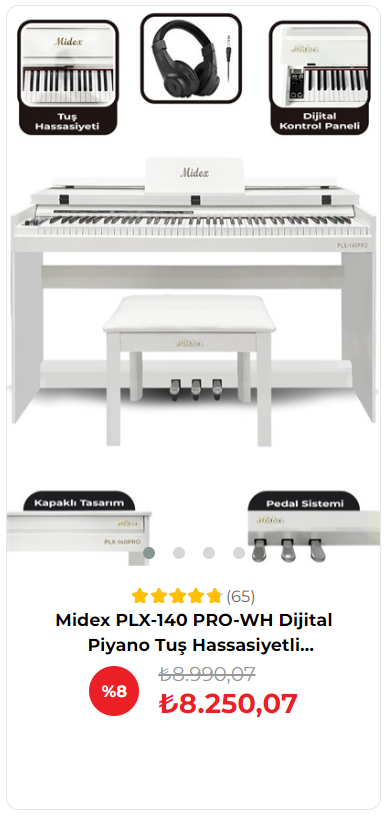 Midex
Tuş
Hassasiyeti
Midex
Dijital
Kontrol Paneli
Midex
PLX-140PRO
Midex
Kapaklı Tasarım
Midex
PLX-140PRO
Pedal Sistemi
Midex
(65)
Midex PLX-140 PRO-WH Dijital
Piyano Tuş Hassasiyetli...
%8
₺8.990,07
₺8.250,07